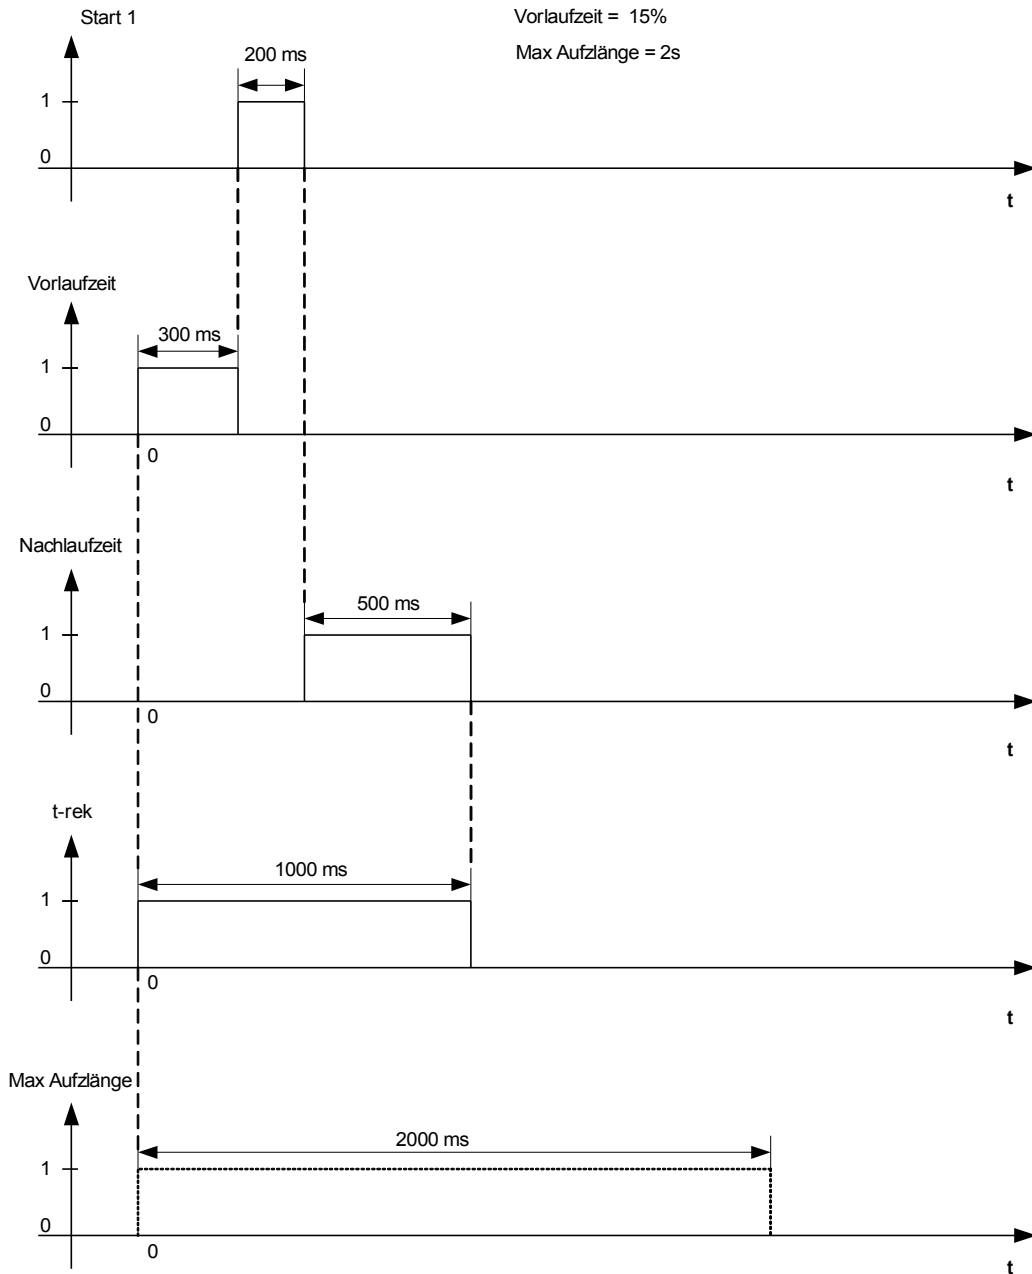 Start 1
Vorlaufzeit = 15%
Max Aufzlänge = 2s
200 ms
1
0
t
Vorlaufzeit
300 ms
1
0
0
t
Nachlaufzeit
500 ms
1
0
0
t
t-rek
1000 ms
1
0
0
t
Max Aufzlänge
2000 ms
1
0
0
t